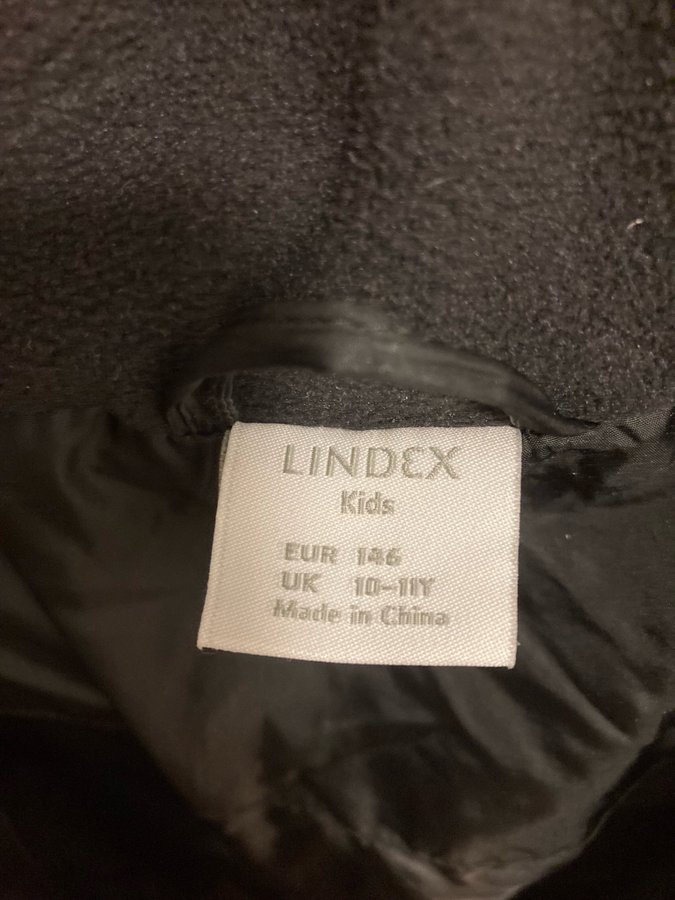 LINDEX
Kids
EUR 146
UK 10-11Y
Made in China